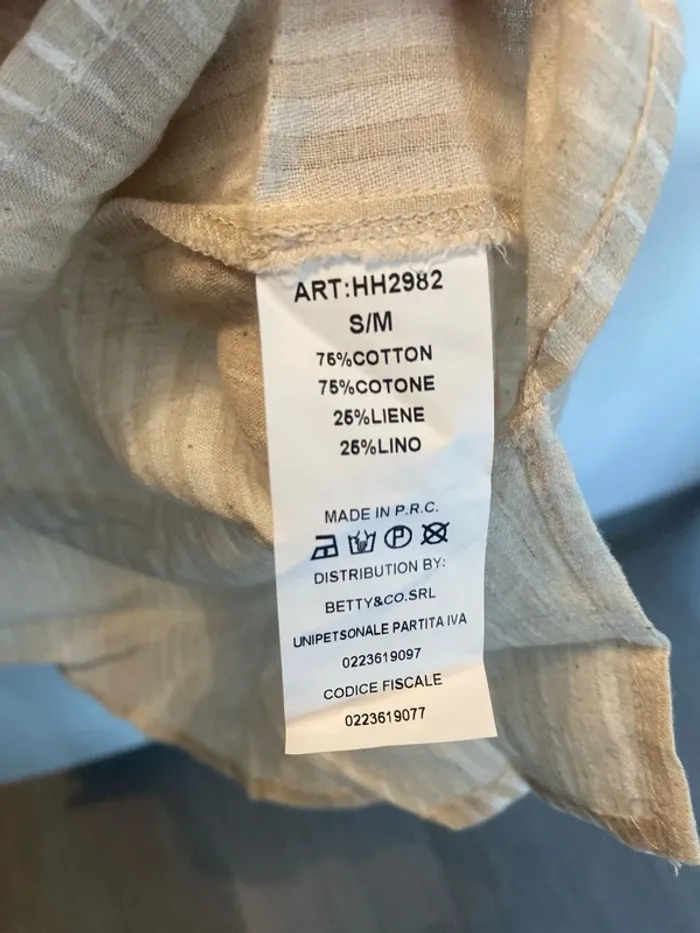 ART:HH2982
S/M
75%COTTON
75%COTONE
25%LIENE
25%LINO
MADE IN P.R.C.
P
DISTRIBUTION BY:
BETTY&CO.SRL
UNIPETSONALE PARTITA IVA
0223619097
CODICE FISCALE
0223619077